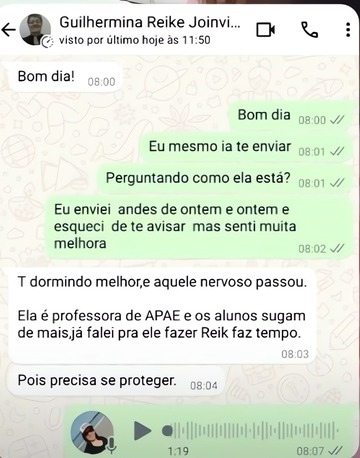 Guilhermina Reike Joinvi...
visto por último hoje às 11:50
Bom dia!
08:00
Bom dia
08:00
Eu mesmo ia te enviar
08:01
Perguntando como ela está?
08:01
Eu enviei andes de ontem e ontem e
esqueci de te avisar mas senti muita
melhora
08:02
T dormindo melhor,e aquele nervoso passou.
Ela é professora de APAE e os alunos sugam
de mais,já falei pra ele fazer Reik faz tempo.
08:03
Pois precisa se proteger.
08:04
1:19
08:07